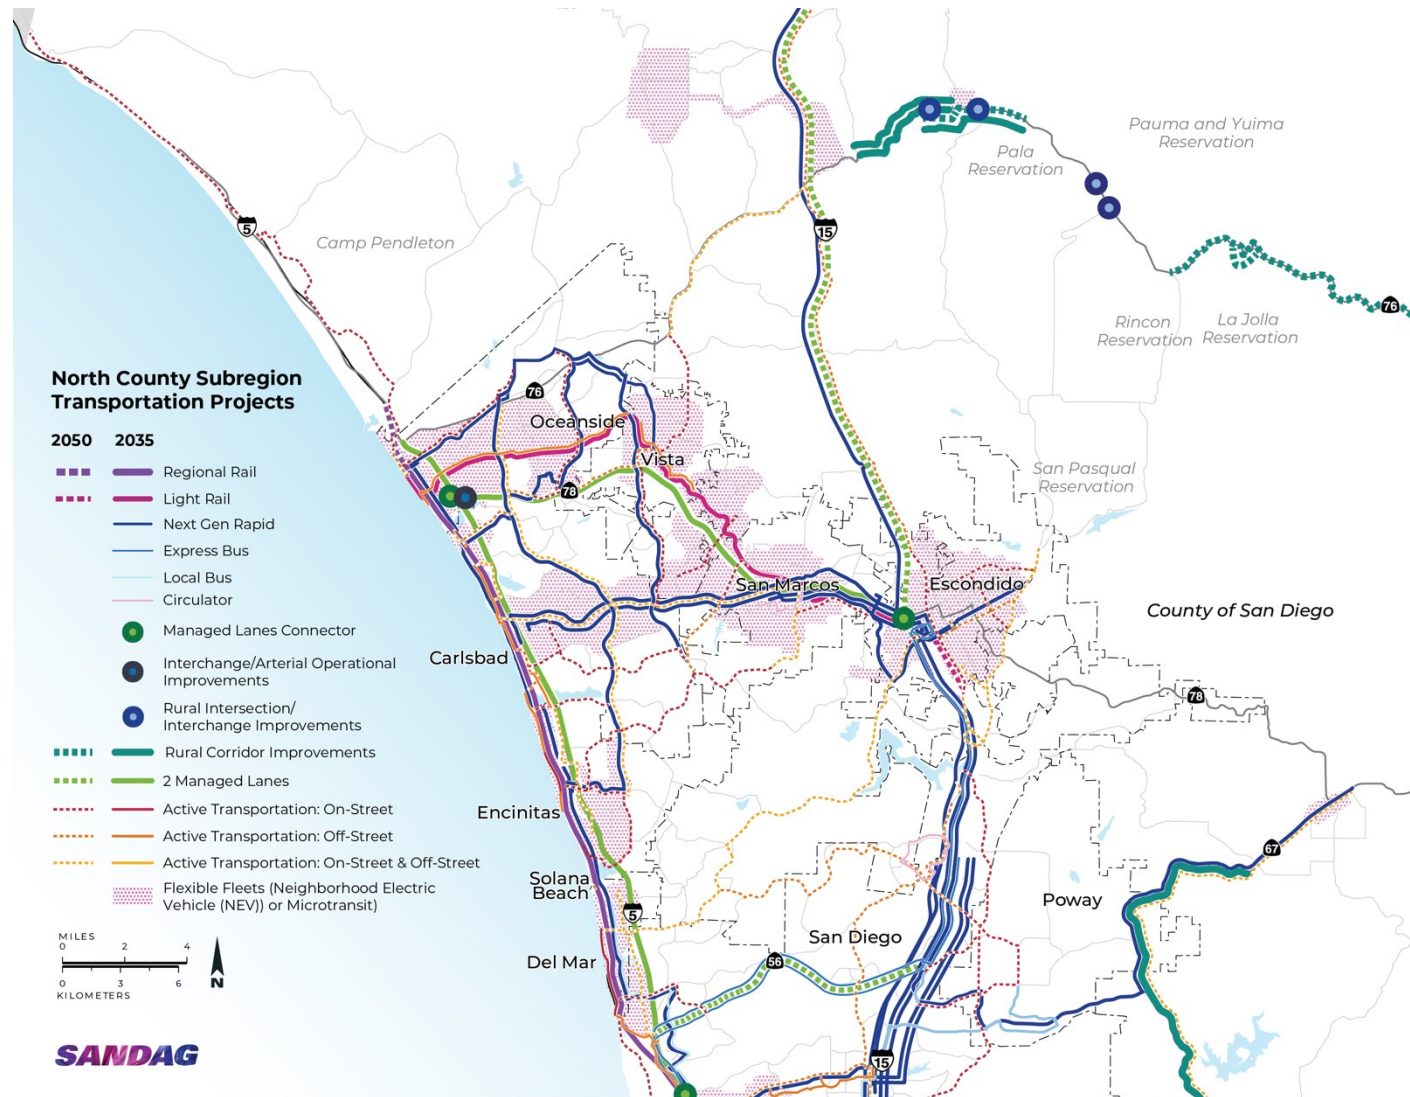 Pauma and Yuima
Reservation
Pala
Reservation
5
15
Camp Pendleton
76
Rincon
Reservation
La Jolla
Reservation
North County Subregion
Transportation Projects
2050 2035
Regional Rail
Light Rail
Next Gen Rapid
Express Bus
Local Bus
Circulator
Managed Lanes Connector
Interchange/Arterial Operational
Improvements
Rural Intersection/
Interchange Improvements
Rural Corridor Improvements
2 Managed Lanes
Active Transportation: On-Street
Active Transportation: Off-Street
Active Transportation: On-Street & Off-Street
Flexible Fleets (Neighborhood Electric
Vehicle (NEV)) or Microtransit)
76
Oceanside
Vista
78
San Pasqual
Reservation
San Marcos
Escondido
County of San Diego
Carlsbad
78
Encinitas
67
Solana
Beach
5
Poway
San Diego
56
Del Mar
15
MILES
0 2 4
0 3 6
KILOMETERS
N
SANDAG